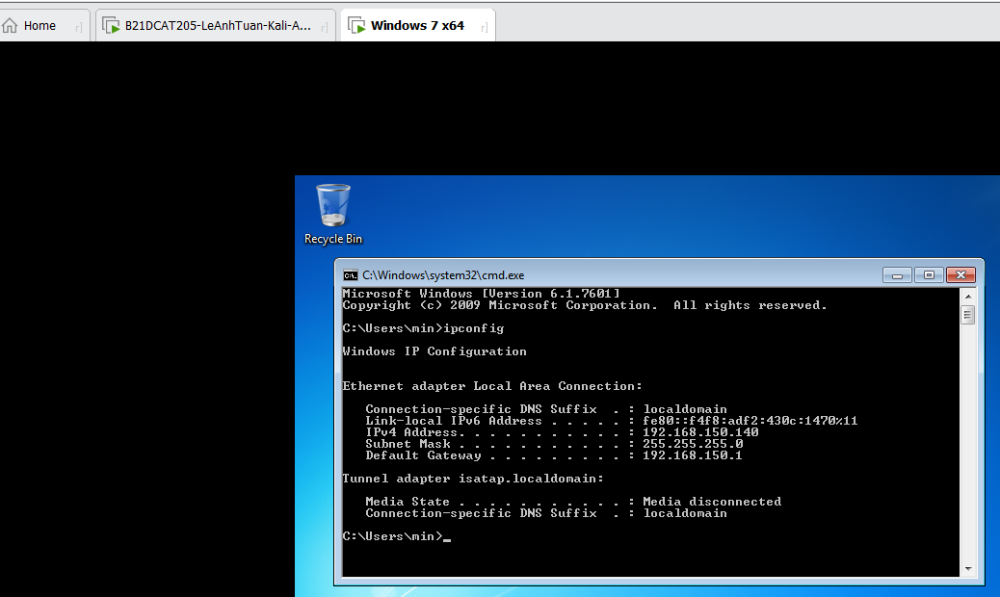 Home
B21DCAT205-LeAnhTuan-Kali-A...
Windows 7 x64
Recycle Bin
C:\Windows\system32\cmd.exe
Microsoft Windows [Version 6.1.7601]
Copyright (c) 2009 Microsoft Corporation.  All rights reserved.
C:\Users\min>ipconfig
Windows IP Configuration
Ethernet adapter Local Area Connection:
Connection-specific DNS Suffix  . : localdomain
Link-local IPv6 Address . . . . . : fe80::f4f8:adf2:430c:1470%11
IPv4 Address. . . . . . . . . . . : 192.168.150.140
Subnet Mask . . . . . . . . . . . : 255.255.255.0
Default Gateway . . . . . . . . . : 192.168.150.1
Tunnel adapter isatap.localdomain:
Media State . . . . . . . . . . . : Media disconnected
Connection-specific DNS Suffix  . : localdomain
C:\Users\min>_